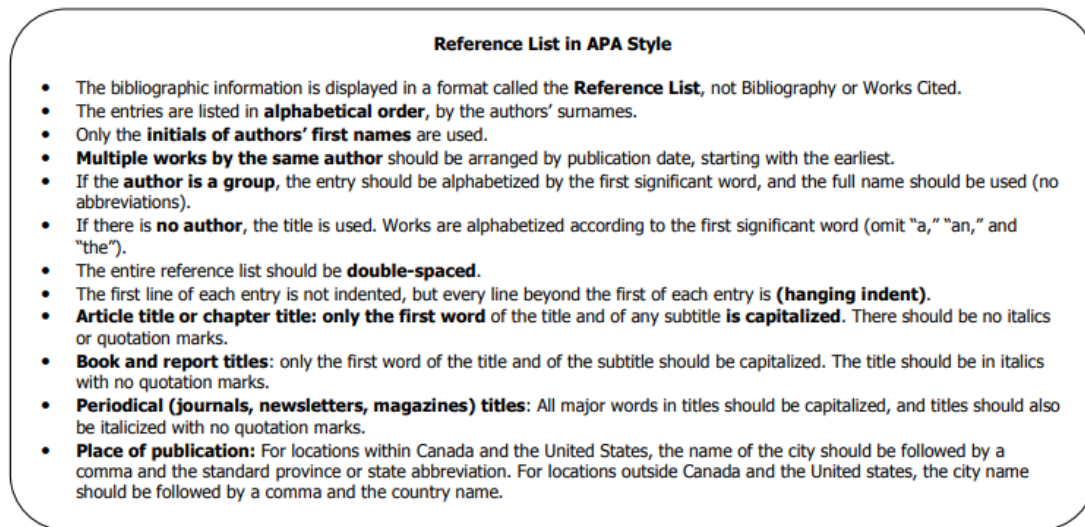 Reference List in APA Style
• The bibliographic information is displayed in a format called the Reference List, not Bibliography or Works Cited.
• The entries are listed in alphabetical order, by the authors' surnames.
• Only the initials of authors' first names are used.
• Multiple works by the same author should be arranged by publication date, starting with the earliest.
• If the author is a group, the entry should be alphabetized by the first significant word, and the full name should be used (no
abbreviations).
• If there is no author, the title is used. Works are alphabetized according to the first significant word (omit "a," "an," and
"the").
• The entire reference list should be double-spaced.
• The first line of each entry is not indented, but every line beyond the first of each entry is (hanging indent).
• Article title or chapter title: only the first word of the title and of any subtitle is capitalized. There should be no italics
or quotation marks.
• Book and report titles: only the first word of the title and of the subtitle should be capitalized. The title should be in italics
with no quotation marks.
• Periodical (journals, newsletters, magazines) titles: All major words in titles should be capitalized, and titles should also
be italicized with no quotation marks.
• Place of publication: For locations within Canada and the United States, the name of the city should be followed by a
comma and the standard province or state abbreviation. For locations outside Canada and the United states, the city name
should be followed by a comma and the country name.